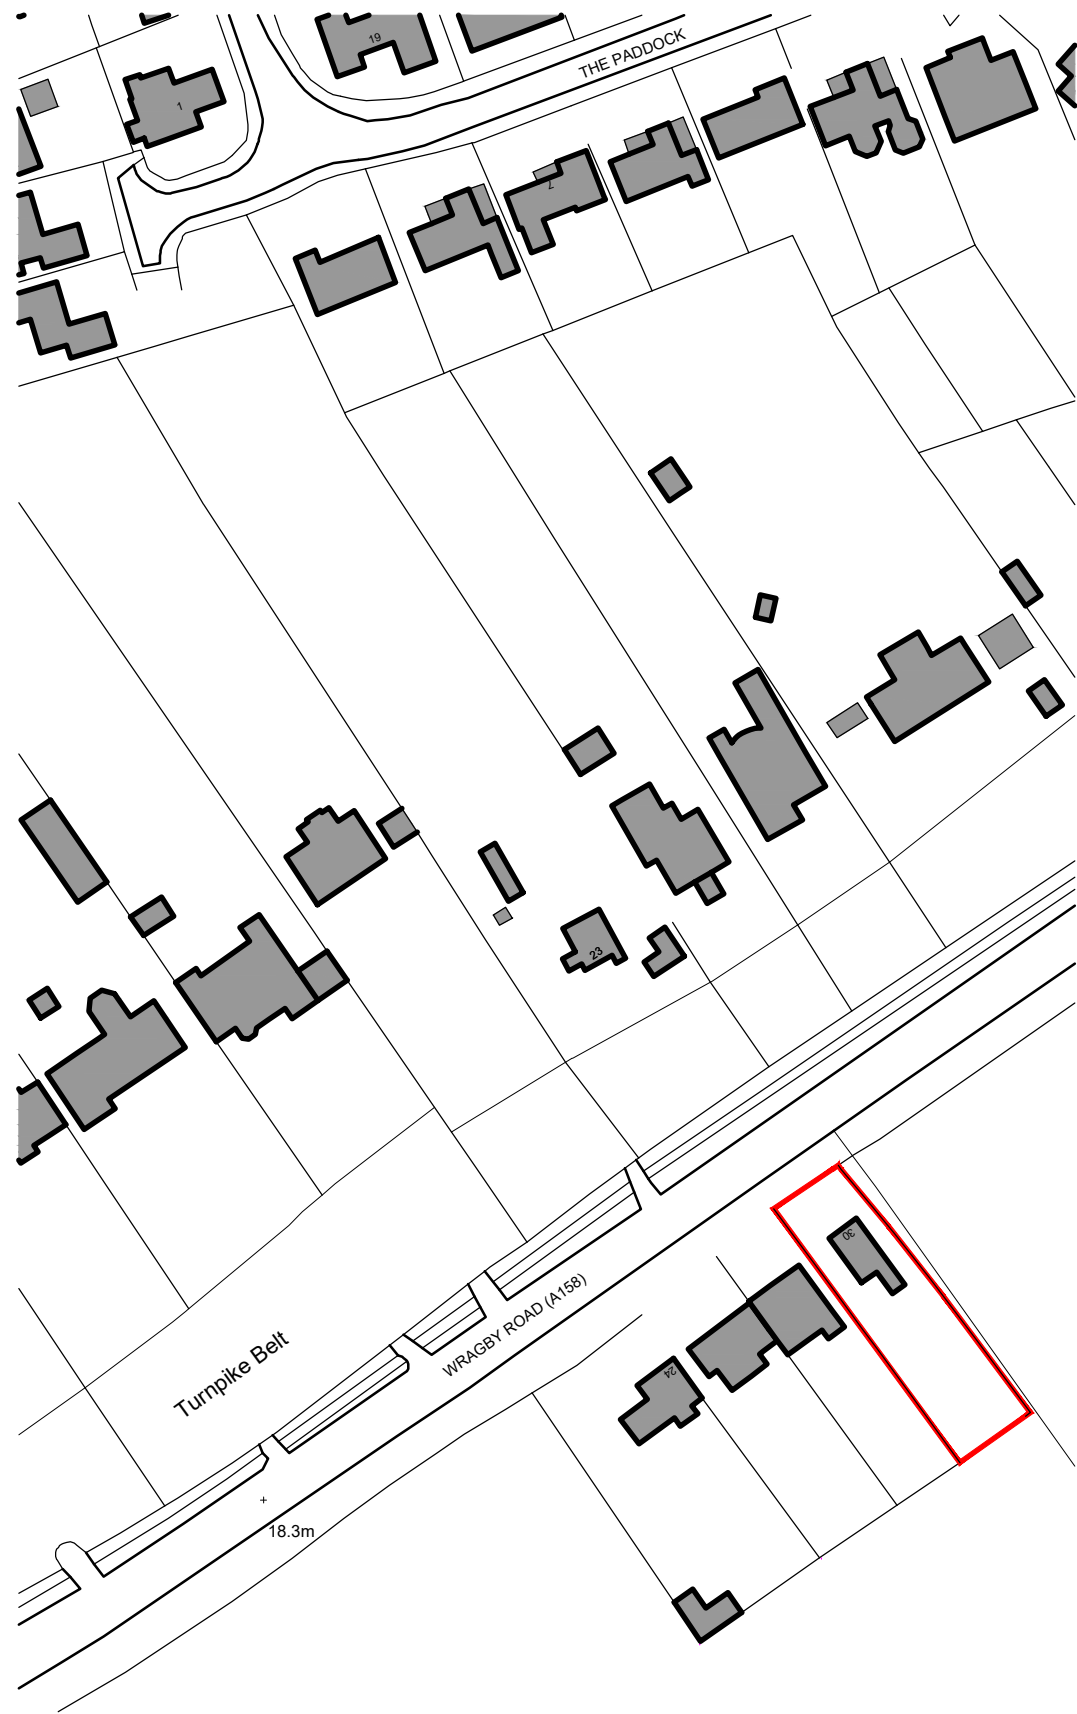 19
THE PADDOCK
1
7
23
30
WRAGBY ROAD (A158)
Turnpike Belt
24
18.3m